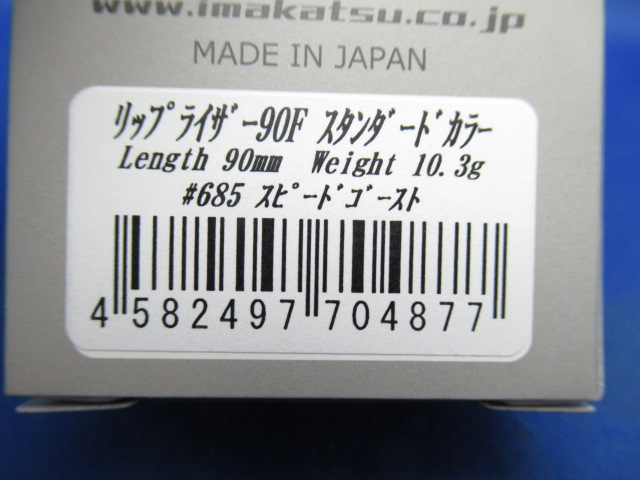 www.imakatsu.co.jp
MADE IN JAPAN
リップライザー90F スタンダードカラー
Length 90mm Weight 10.3g
#685 スピードゴースト
4 582497 704877